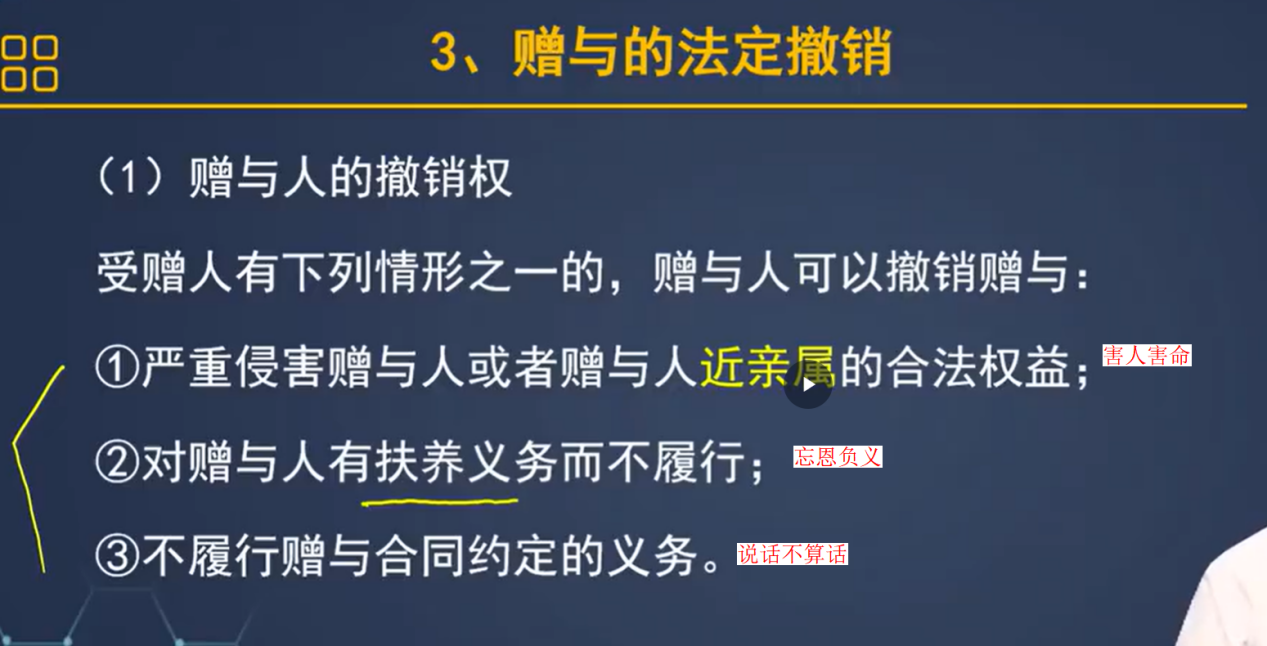 3、赠与的法定撤销
（1）赠与人的撤销权
受赠人有下列情形之一的，赠与人可以撤销赠与：
①严重侵害赠与人或者赠与人近亲属的合法权益； 害人害命
②对赠与人有扶养义务而不履行； 忘恩负义
③不履行赠与合同约定的义务。 说话不算话